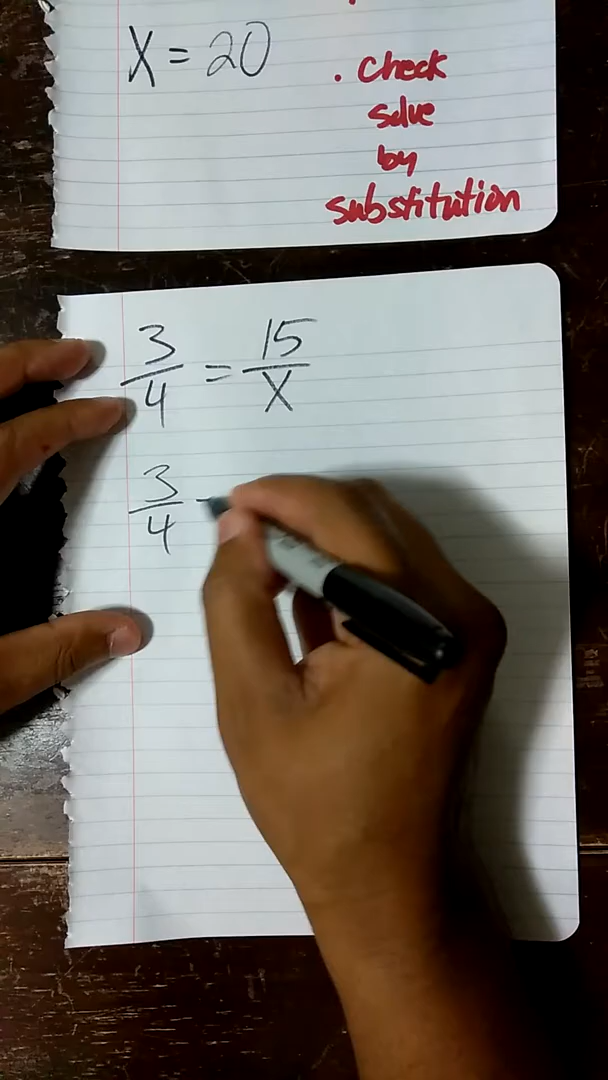 X = 20
. Check
solve
by
substitution
3/4 = 15/X
3/4 -